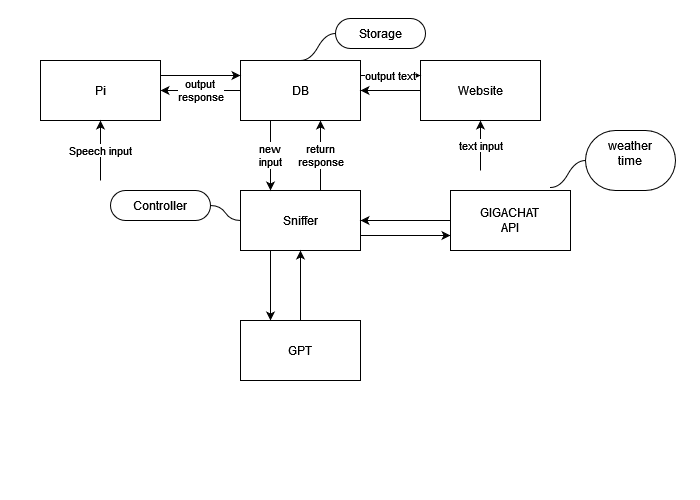 Storage
Pi
output
response
DB
output text
Website
Speech input
new
input
return
response
text input
weather
time
Controller
Sniffer
GIGACHAT
API
GPT